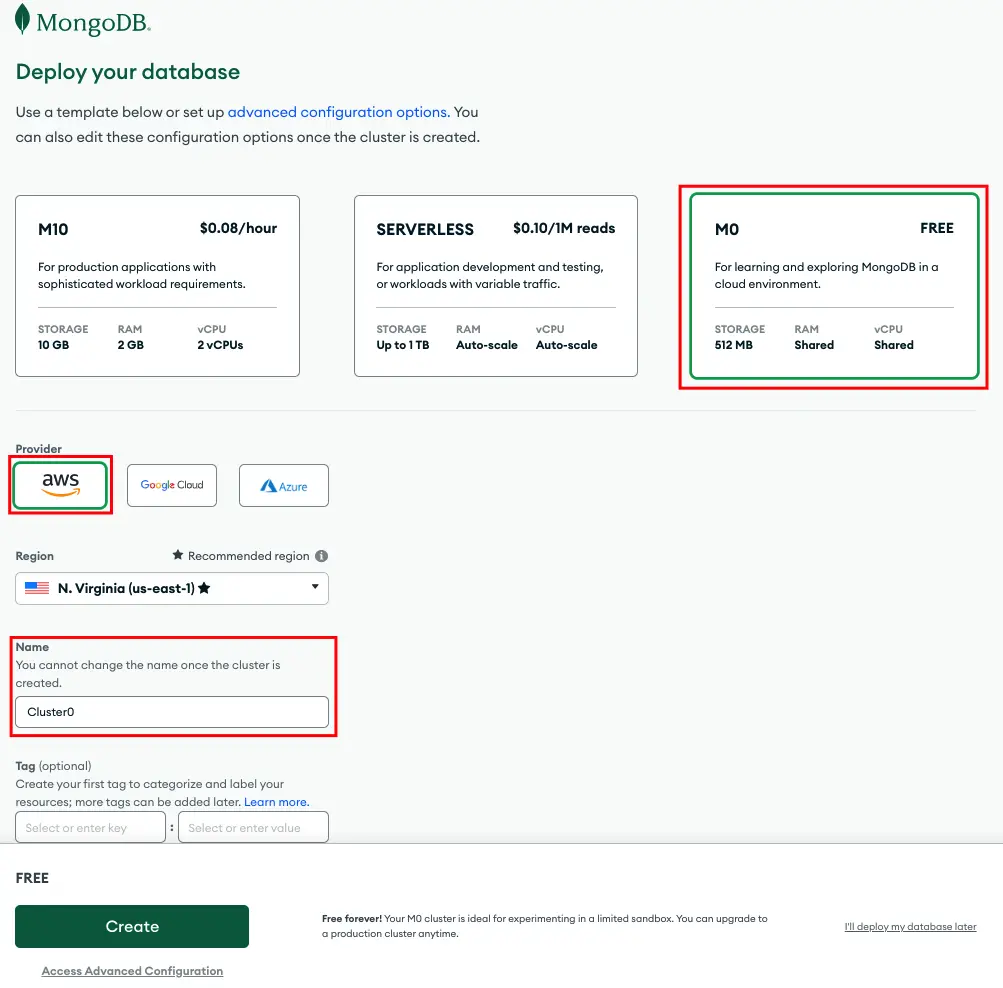 MongoDB.
Deploy your database
Use a template below or set up advanced configuration options. You
can also edit these configuration options once the cluster is created.
M10 $0.08/hour
For production applications with
sophisticated workload requirements.
STORAGE RAM vCPU
10 GB 2 GB 2 vCPUs
SERVERLESS $0.10/1M reads
For application development and testing,
or workloads with variable traffic.
STORAGE RAM vCPU
Up to 1 TB Auto-scale Auto-scale
M0 FREE
For learning and exploring MongoDB in a
cloud environment.
STORAGE RAM vCPU
512 MB Shared Shared
Provider
aws Google Cloud Azure
Region ★ Recommended region
N. Virginia (us-east-1) ★
Name
You cannot change the name once the cluster is
created.
Cluster0
Tag (optional)
Create your first tag to categorize and label your
resources; more tags can be added later. Learn more.
Select or enter key : Select or enter value
FREE
Create
Free forever! Your M0 cluster is ideal for experimenting in a limited sandbox. You can upgrade to
a production cluster anytime.
I'll deploy my database later
Access Advanced Configuration